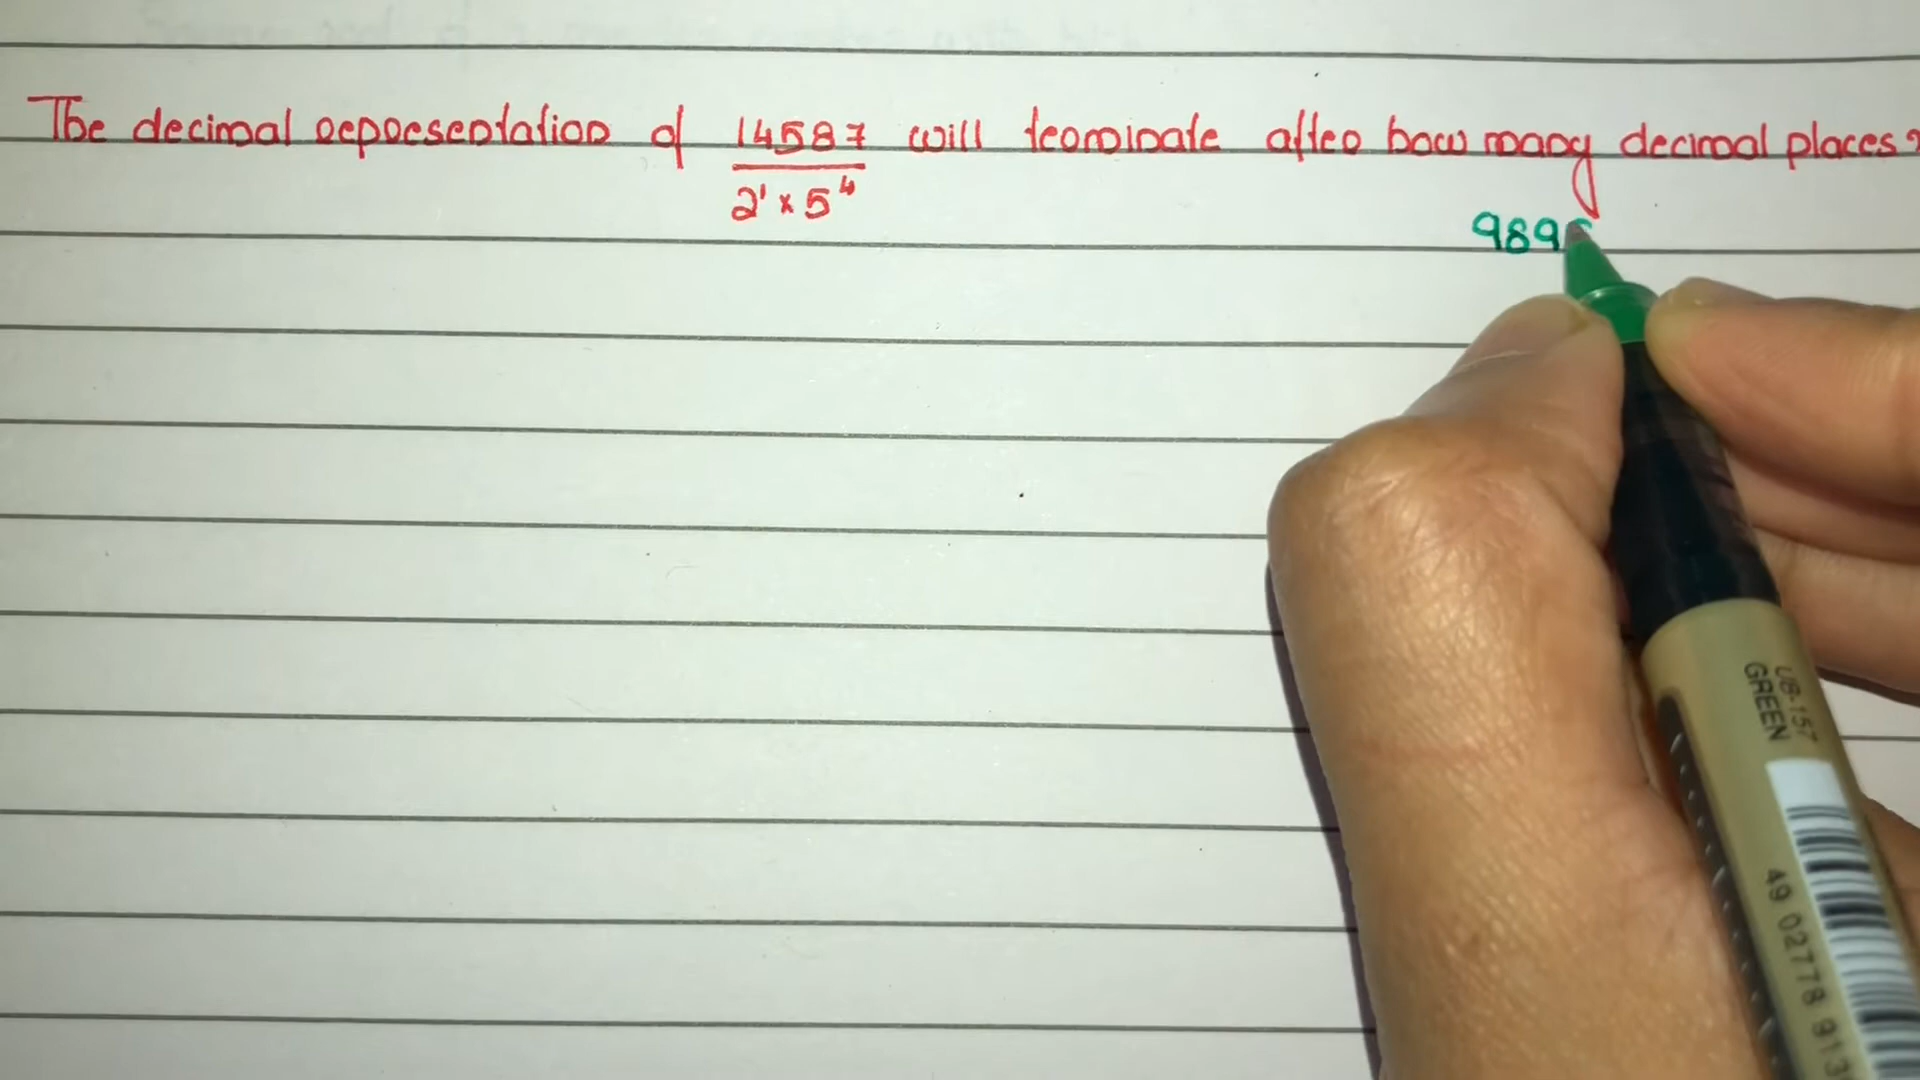 The decimal representation of 14587 will terminate after how many decimal places?
2¹ × 5⁴
989
UB-157
GREEN
49 02778 913